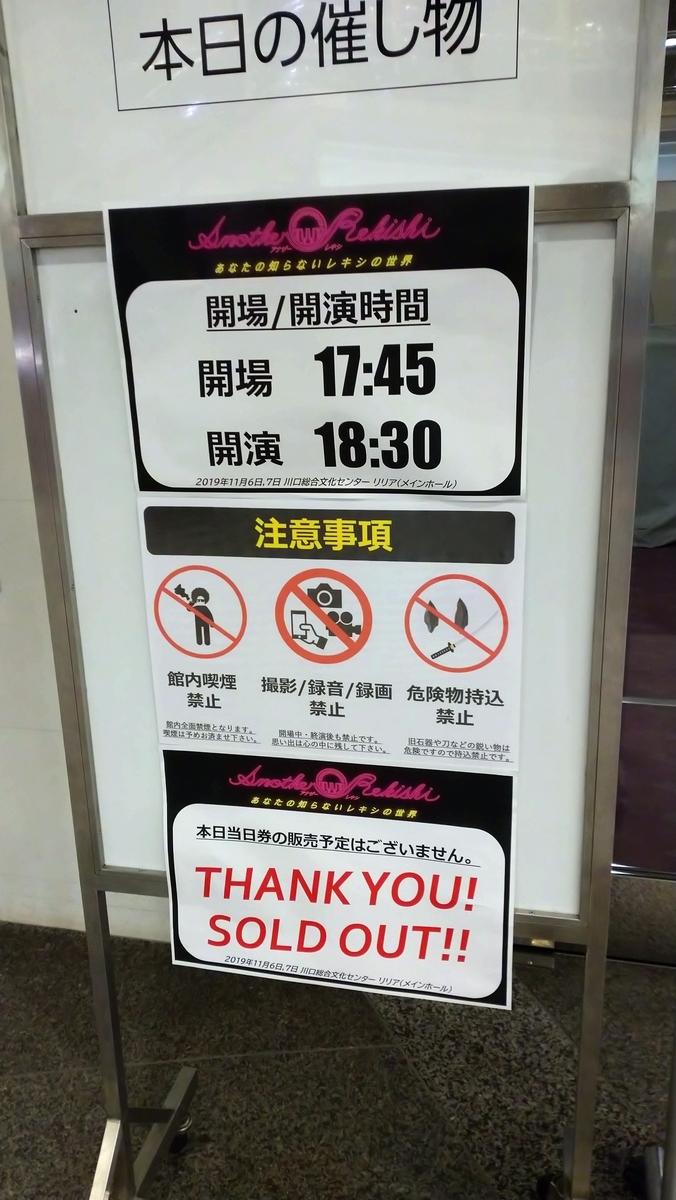 本日の催し物
Another Rekishi
アナザー レキシ
あなたの知らないレキシの世界
開場/開演時間
開場 17:45
開演 18:30
2019年11月6日,7日 川口総合文化センター リリア(メインホール)
注意事項
館内喫煙
禁止
館内全面禁煙となります。
喫煙は予めお済ませ下さい。
撮影/録音/録画
禁止
開場中・終演後も禁止です。
思い出は心の中に残して下さい。
危険物持込
禁止
旧石器や刀などの鋭い物は
危険ですので持込禁止です。
Another Rekishi
アナザー レキシ
あなたの知らないレキシの世界
本日当日券の販売予定はございません。
THANK YOU!
SOLD OUT!!
2019年11月6日,7日 川口総合文化センター リリア(メインホール)